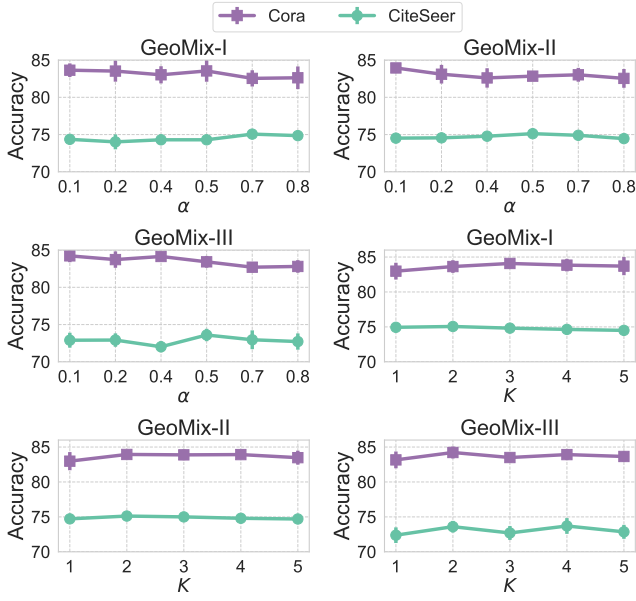 Cora CiteSeer
GeoMix-I GeoMix-II
Accuracy 85 80 75 70 Accuracy 85 80 75 70
0.1 0.2 0.4 0.5 0.7 0.8 0.1 0.2 0.4 0.5 0.7 0.8
α α
GeoMix-III GeoMix-I
Accuracy 85 80 75 70 Accuracy 85 80 75 70
0.1 0.2 0.4 0.5 0.7 0.8 1 2 3 4 5
α K
GeoMix-II GeoMix-III
Accuracy 85 80 75 70 Accuracy 85 80 75 70
1 2 3 4 5 1 2 3 4 5
K K